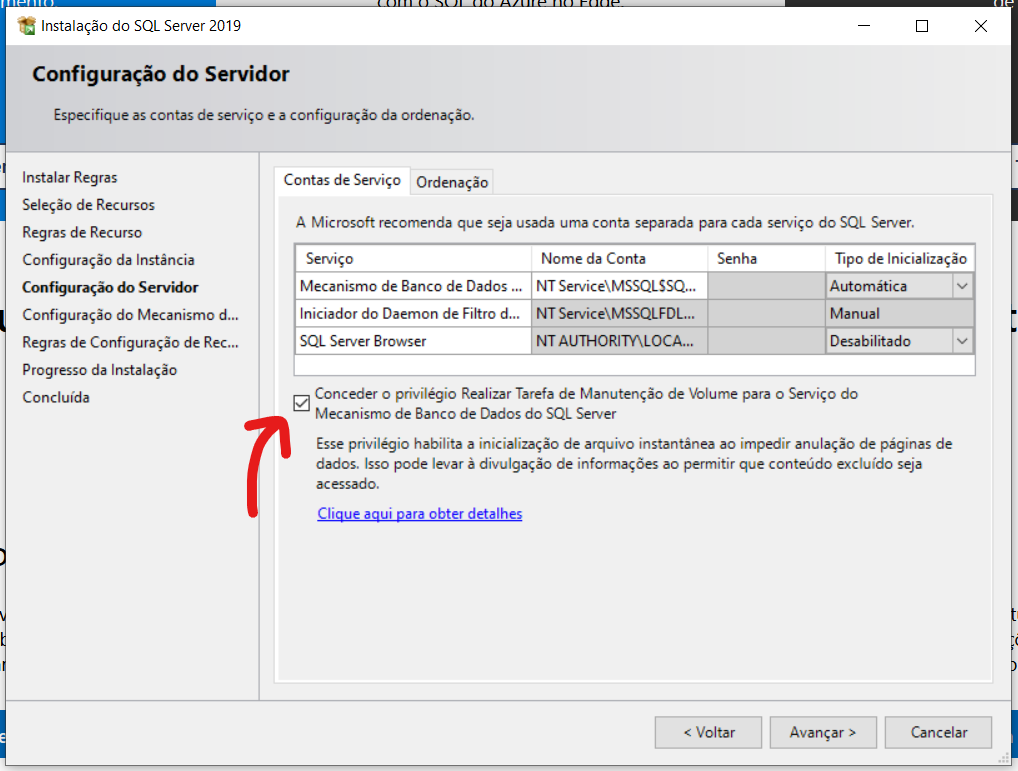 com o SQL do Azure no Edge.
Instalação do SQL Server 2019
Configuração do Servidor
Especifique as contas de serviço e a configuração da ordenação.
Instalar Regras
Seleção de Recursos
Regras de Recurso
Configuração da Instância
Configuração do Servidor
Configuração do Mecanismo d...
Regras de Configuração de Rec...
Progresso da Instalação
Concluída
Contas de Serviço Ordenação
A Microsoft recomenda que seja usada uma conta separada para cada serviço do SQL Server.
Serviço Nome da Conta Senha Tipo de Inicialização
Mecanismo de Banco de Dados ... NT Service\MSSQL$SQ... Automática
Iniciador do Daemon de Filtro d... NT Service\MSSQLFDL... Manual
SQL Server Browser NT AUTHORITY\LOCA... Desabilitado
Conceder o privilégio Realizar Tarefa de Manutenção de Volume para o Serviço do
Mecanismo de Banco de Dados do SQL Server
Esse privilégio habilita a inicialização de arquivo instantânea ao impedir anulação de páginas de
dados. Isso pode levar à divulgação de informações ao permitir que conteúdo excluído seja
acessado.
Clique aqui para obter detalhes
< Voltar Avançar > Cancelar